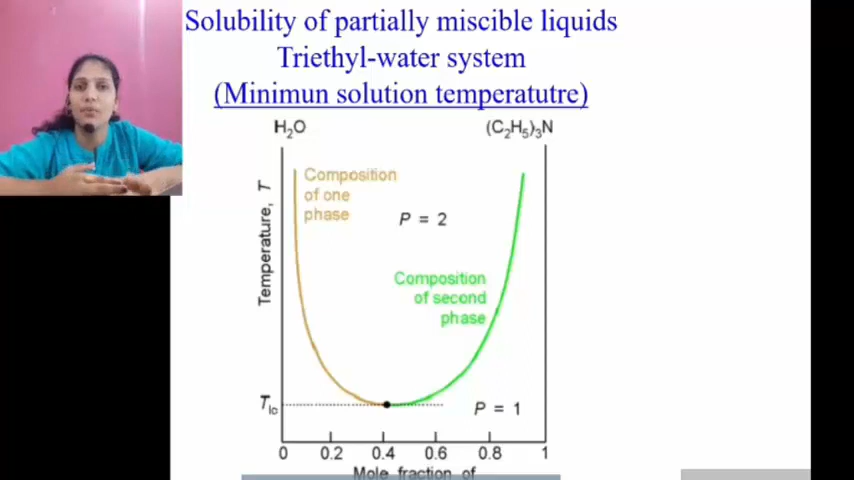 Solubility of partially miscible liquids
Triethyl-water system
(Minimun solution temperatutre)
H₂O
(C₂H₅)₃N
Composition
of one
phase
P = 2
Temperature, T
Composition
of second
phase
Tlc
P = 1
0 0.2 0.4 0.6 0.8 1
Mole fraction of